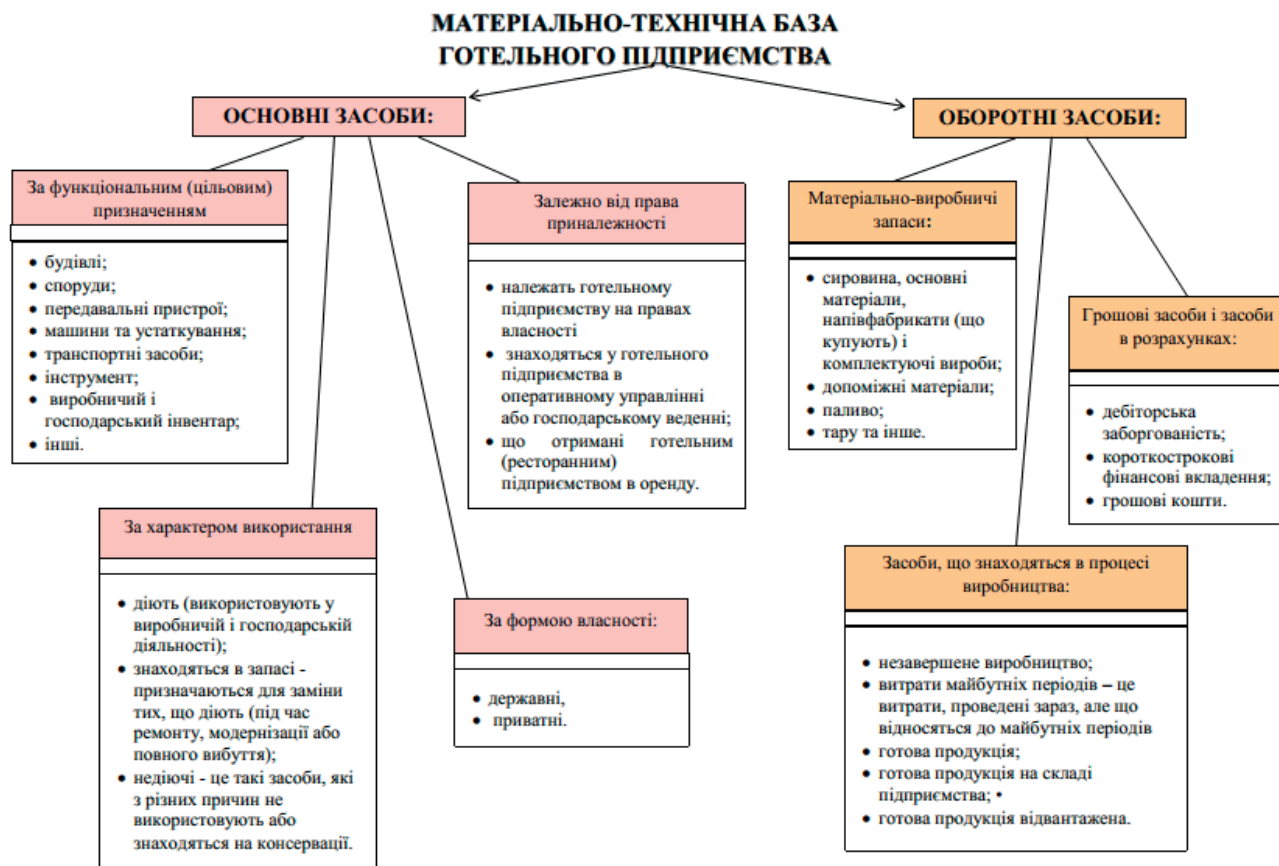 МАТЕРІАЛЬНО-ТЕХНІЧНА БАЗА
ГОТЕЛЬНОГО ПІДПРИЄМСТВА
ОСНОВНІ ЗАСОБИ:
ОБОРОТНІ ЗАСОБИ:
За функціональним (цільовим)
призначенням
• будівлі;
• споруди;
• передавальні пристрої;
• машини та устаткування;
• транспортні засоби;
• інструмент;
• виробничий і
господарський інвентар;
• інші.
Залежно від права
приналежності
• належать готельному
підприємству на правах
власності
• знаходяться у готельного
підприємства в
оперативному управлінні
або господарському веденні;
• що отримані готельним
(ресторанним)
підприємством в оренду.
Матеріально-виробничі
запаси:
• сировина, основні
матеріали,
напівфабрикати (що
купують) і
комплектуючі вироби;
• допоміжні матеріали;
• паливо;
• тару та інше.
Грошові засоби і засоби
в розрахунках:
• дебіторська
заборгованість;
• короткострокові
фінансові вкладення;
• грошові кошти.
За характером використання
• діють (використовують у
виробничій і господарській
діяльності);
• знаходяться в запасі -
призначаються для заміни
тих, що діють (під час
ремонту, модернізації або
повного вибуття);
• недіючі - це такі засоби, які
з різних причин не
використовують або
знаходяться на консервації.
За формою власності:
• державні,
• приватні.
Засоби, що знаходяться в процесі
виробництва:
• незавершене виробництво;
• витрати майбутніх періодів – це
витрати, проведені зараз, але що
відносяться до майбутніх періодів
• готова продукція;
• готова продукція на складі
підприємства; •
• готова продукція відвантажена.